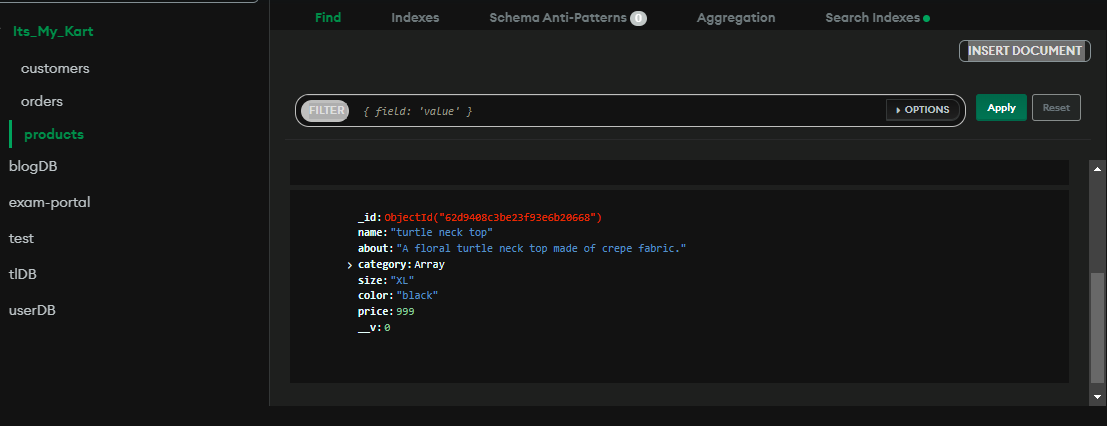 Its_My_Kart
customers
orders
products
blogDB
exam-portal
test
tlDB
userDB
Find Indexes Schema Anti-Patterns 0 Aggregation Search Indexes
INSERT DOCUMENT
FILTER { field: 'value' } OPTIONS Apply Reset
_id: ObjectId("62d9408c3be23f93e6b20668")
name: "turtle neck top"
about: "A floral turtle neck top made of crepe fabric."
category: Array
size: "XL"
color: "black"
price: 999
__v: 0